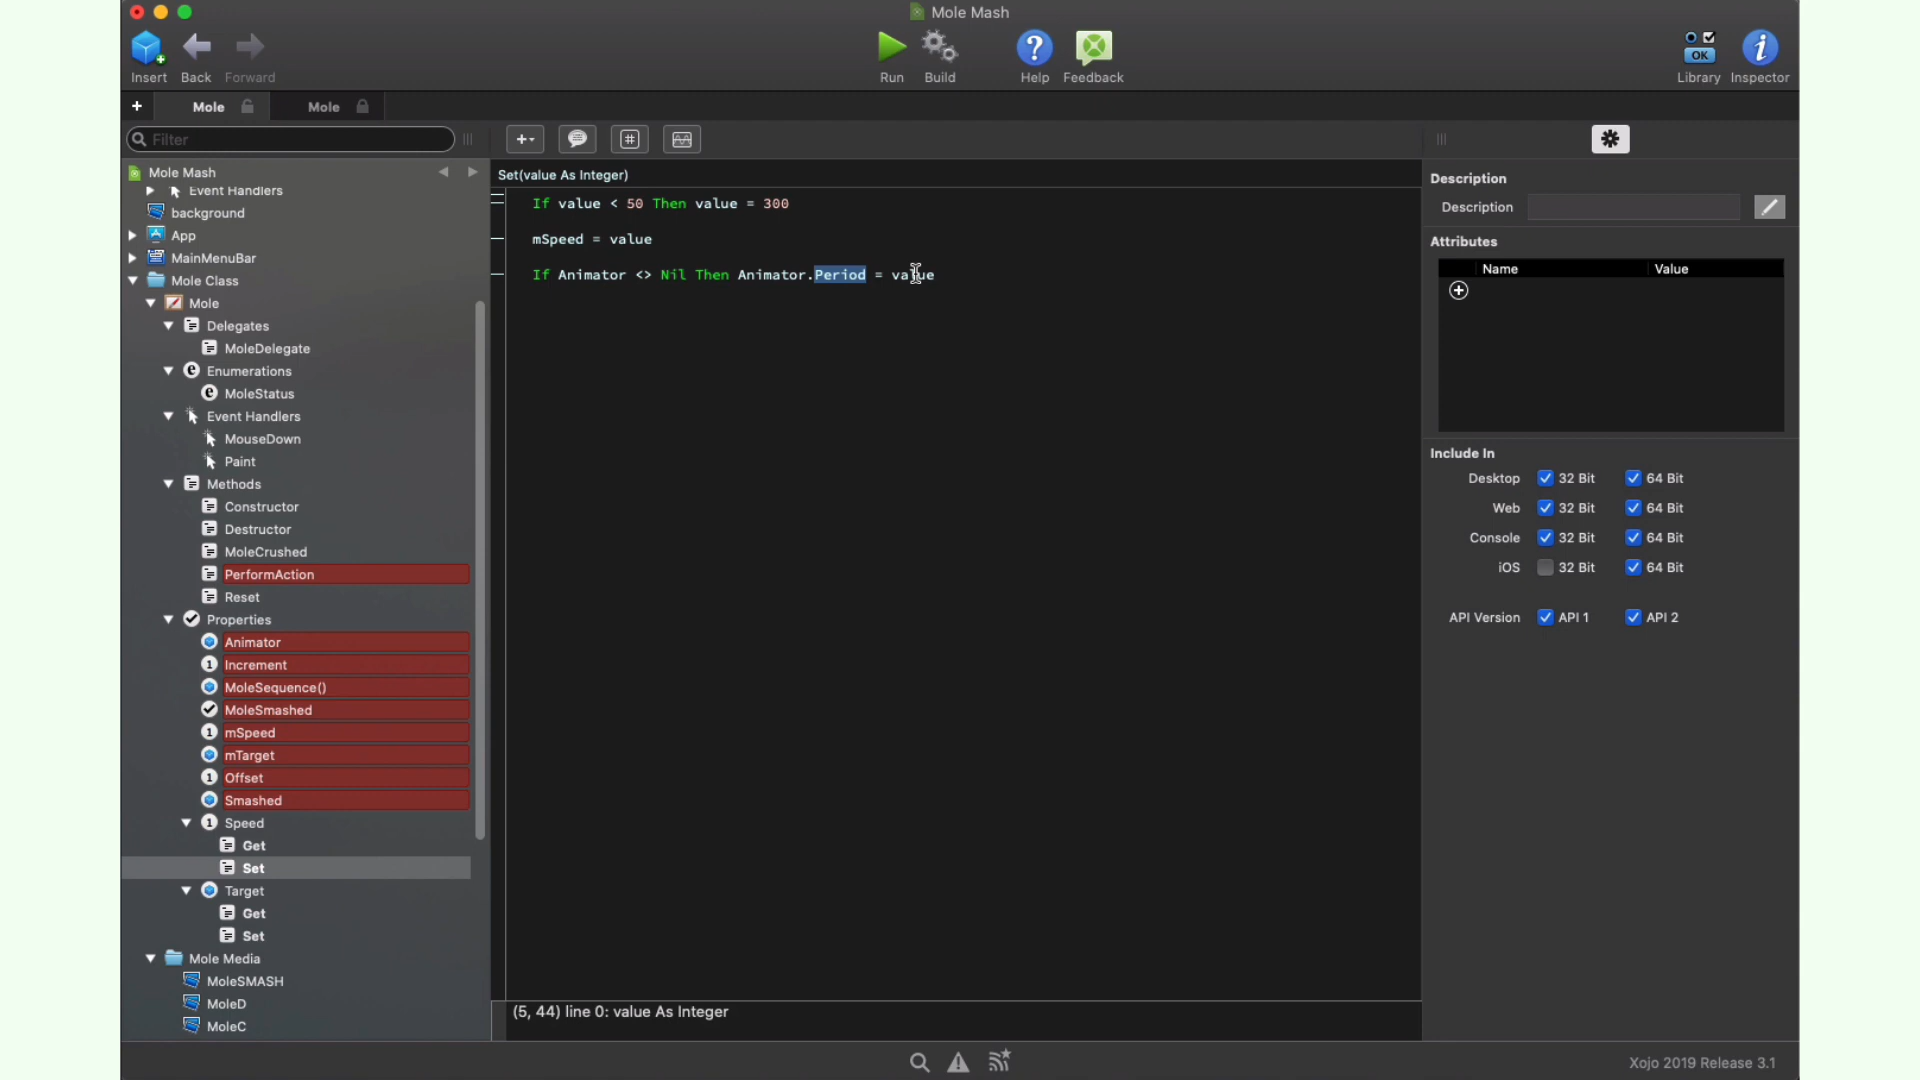 Mole Mash
Insert Back Forward Run Build Help Feedback Library Inspector
OK
+ Mole Mole
Filter
Mole Mash
Event Handlers
background
App
MainMenuBar
Mole Class
Mole
Delegates
MoleDelegate
Enumerations
MoleStatus
Event Handlers
MouseDown
Paint
Methods
Constructor
Destructor
MoleCrushed
PerformAction
Reset
Properties
Animator
Increment
MoleSequence()
MoleSmashed
mSpeed
mTarget
Offset
Smashed
Speed
Get
Set
Target
Get
Set
Mole Media
MoleSMASH
MoleD
MoleC
Set(value As Integer)
If value < 50 Then value = 300
mSpeed = value
If Animator <> Nil Then Animator.Period = value
(5, 44) line 0: value As Integer
Description
Description
Attributes
Name Value
Include In
Desktop 32 Bit 64 Bit
Web 32 Bit 64 Bit
Console 32 Bit 64 Bit
iOS 32 Bit 64 Bit
API Version API 1 API 2
Xojo 2019 Release 3.1